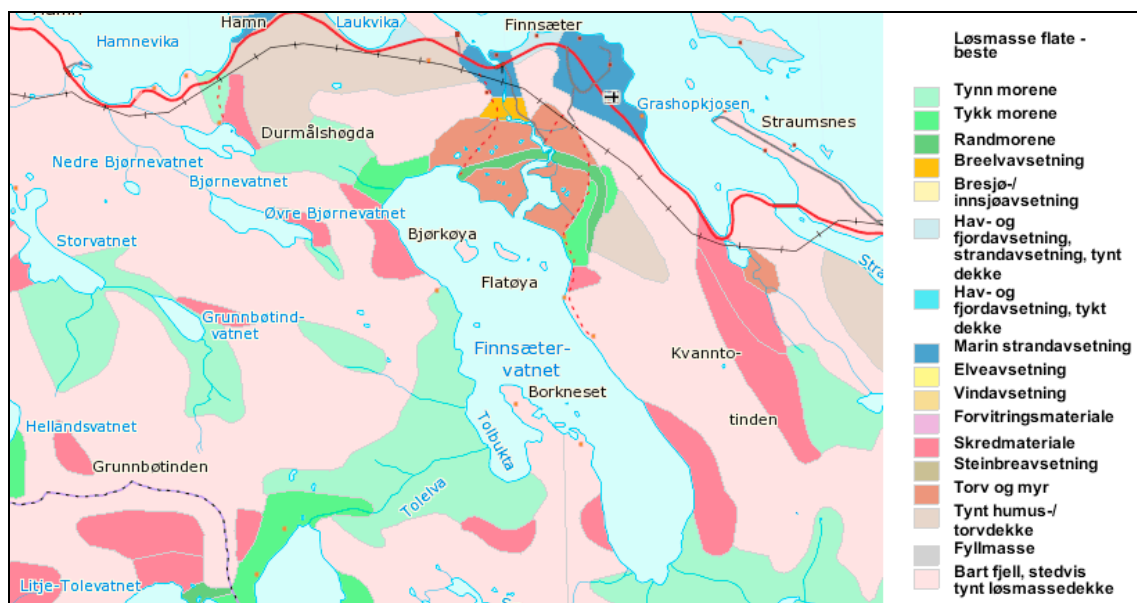 Hamn
Laukvika
Finnsæter
Hamnevika
Grashopkjosen
Straumsnes
Durmålshøgda
Nedre Bjørnevatnet
Bjørnevatnet
Øvre Bjørnevatnet
Storvatnet
Bjørkøya
Flatøya
Grunnbøtind-
vatnet
Finnsæter-
vatnet
Kvannto-
tinden
Borkneset
Tolbukta
Hellandsvatnet
Grunnbøtinden
Tolelva
Litje-Tolevatnet
Løsmasse flate -
beste
Tynn morene
Tykk morene
Randmorene
Breelvavsetning
Bresjø-/
innsjøavsetning
Hav- og
fjordavsetning,
strandavsetning, tynt
dekke
Hav- og
fjordavsetning, tykt
dekke
Marin strandavsetning
Elveavsetning
Vindavsetning
Forvitringsmateriale
Skredmateriale
Steinbreavsetning
Torv og myr
Tynt humus-/
torvdekke
Fyllmasse
Bart fjell, stedvis
tynt løsmassedekke